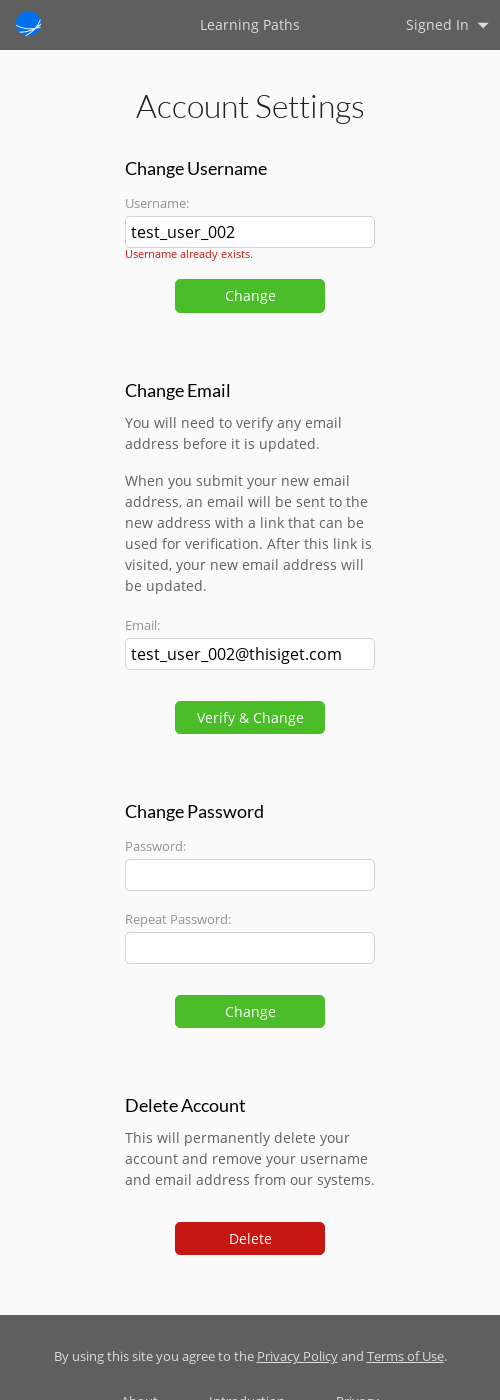 Learning Paths
Signed In
Account Settings
Change Username
Username:
test_user_002
Username already exists.
Change
Change Email
You will need to verify any email
address before it is updated.
When you submit your new email
address, an email will be sent to the
new address with a link that can be
used for verification. After this link is
visited, your new email address will
be updated.
Email:
test_user_002@thisiget.com
Verify & Change
Change Password
Password:
Repeat Password:
Change
Delete Account
This will permanently delete your
account and remove your username
and email address from our systems.
Delete
By using this site you agree to the Privacy Policy and Terms of Use.
About Introduction Privacy